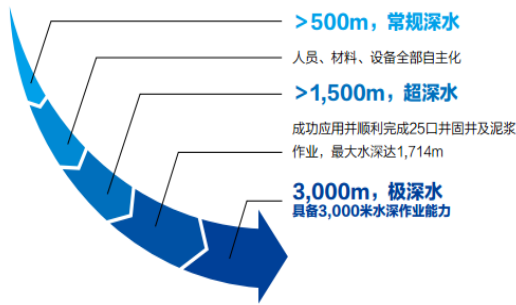 >500m，常规深水
人员、材料、设备全部自主化
>1,500m，超深水
成功应用并顺利完成25口井固井及泥浆
作业，最大水深达1,714m
3,000m，极深水
具备3,000米水深作业能力